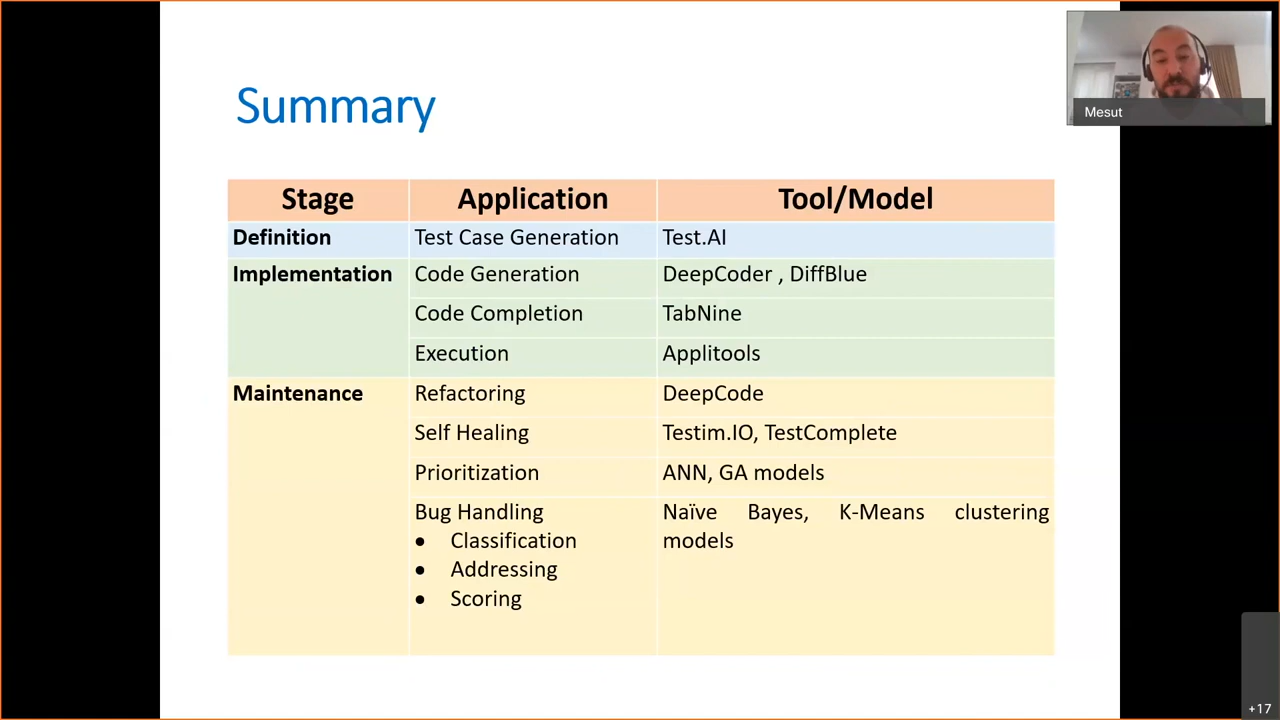 Summary
Mesut
Stage Application Tool/Model
Definition Test Case Generation Test.AI
Implementation Code Generation DeepCoder , DiffBlue
Code Completion TabNine
Execution Applitools
Maintenance Refactoring DeepCode
Self Healing Testim.IO, TestComplete
Prioritization ANN, GA models
Bug Handling Naïve Bayes, K-Means clustering
● Classification models
● Addressing
● Scoring
+17